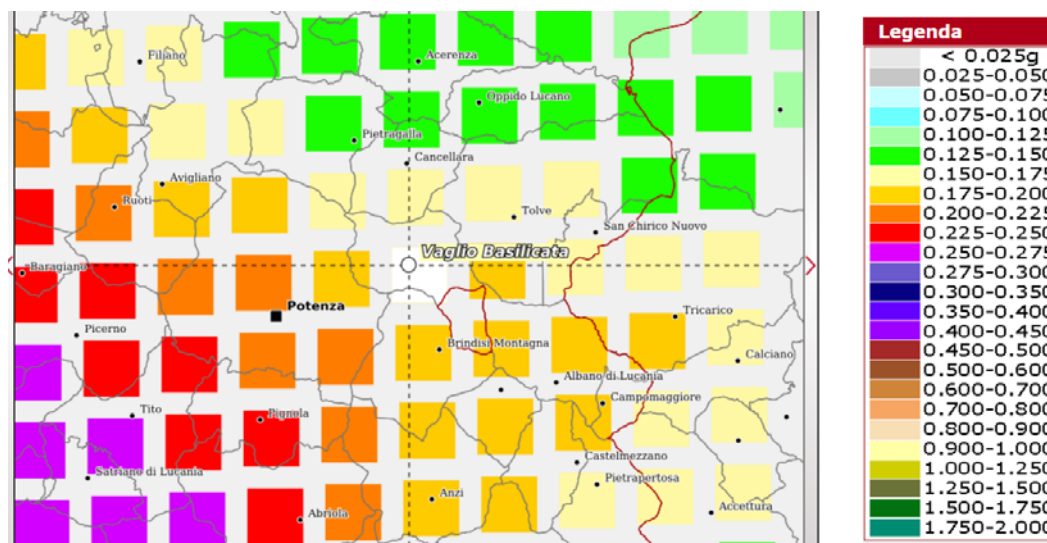 Filiano
Acerenza
Oppido Lucano
Pietragalla
Cancellara
Avigliano
Ruoti
Tolve
San Chirico Nuovo
Vaglio Basilicata
Baragiano
Potenza
Tricarico
Picerno
Brindisi Montagna
Calciano
Albano di Lucania
Campomaggiore
Tito
Pignola
Castelmezzano
Satriano di Lucania
Pietrapertosa
Anzi
Accettura
Abriola
Legenda
< 0.025g
0.025-0.050
0.050-0.075
0.075-0.100
0.100-0.125
0.125-0.150
0.150-0.175
0.175-0.200
0.200-0.225
0.225-0.250
0.250-0.275
0.275-0.300
0.300-0.350
0.350-0.400
0.400-0.450
0.450-0.500
0.500-0.600
0.600-0.700
0.700-0.800
0.800-0.900
0.900-1.000
1.000-1.250
1.250-1.500
1.500-1.750
1.750-2.000